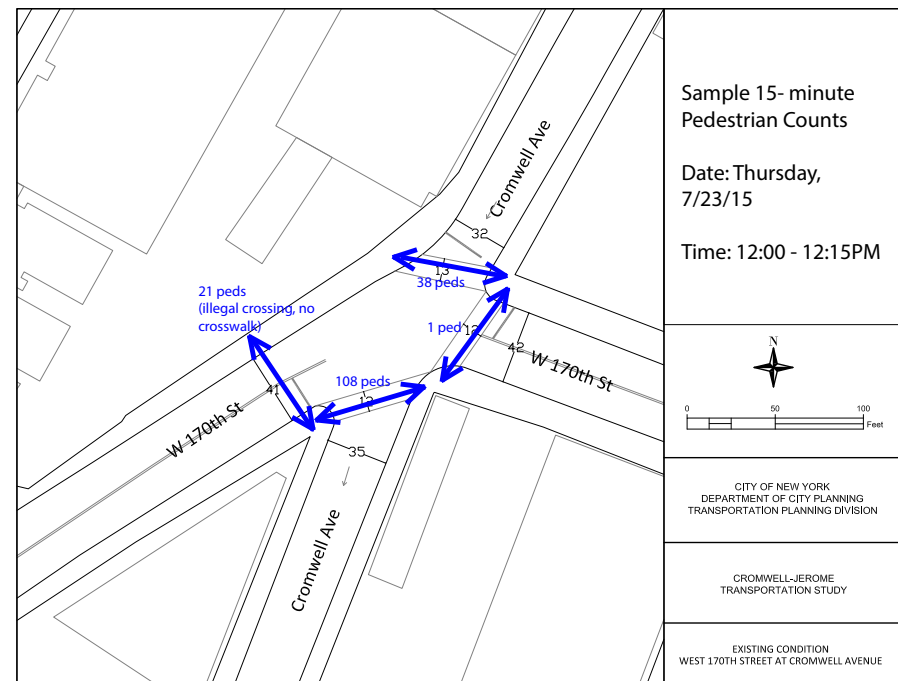 Sample 15- minute
Pedestrian Counts
Date: Thursday,
7/23/15
Time: 12:00 - 12:15PM
Cromwell Ave
32
13
38 peds
21 peds
(illegal crossing, no
crosswalk)
1 ped
12
42
W 170th St
108 peds
12
41
W 170th St
35
Cromwell Ave
N
0 50 100
Feet
CITY OF NEW YORK
DEPARTMENT OF CITY PLANNING
TRANSPORTATION PLANNING DIVISION
CROMWELL-JEROME
TRANSPORTATION STUDY
EXISTING CONDITION
WEST 170TH STREET AT CROMWELL AVENUE